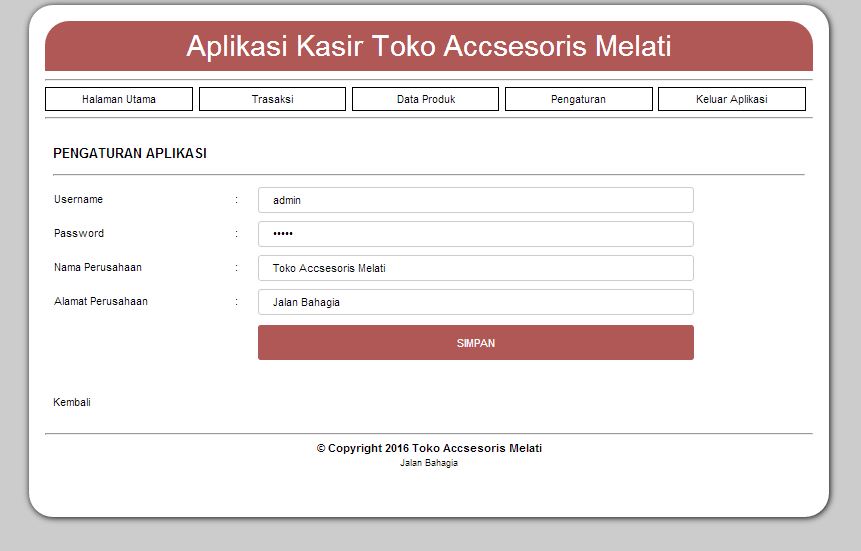 Aplikasi Kasir Toko Accsesoris Melati
Halaman Utama Trasaksi Data Produk Pengaturan Keluar Aplikasi
PENGATURAN APLIKASI
Username : admin
Password : •••••
Nama Perusahaan : Toko Accsesoris Melati
Alamat Perusahaan : Jalan Bahagia
SIMPAN
Kembali
© Copyright 2016 Toko Accsesoris Melati
Jalan Bahagia